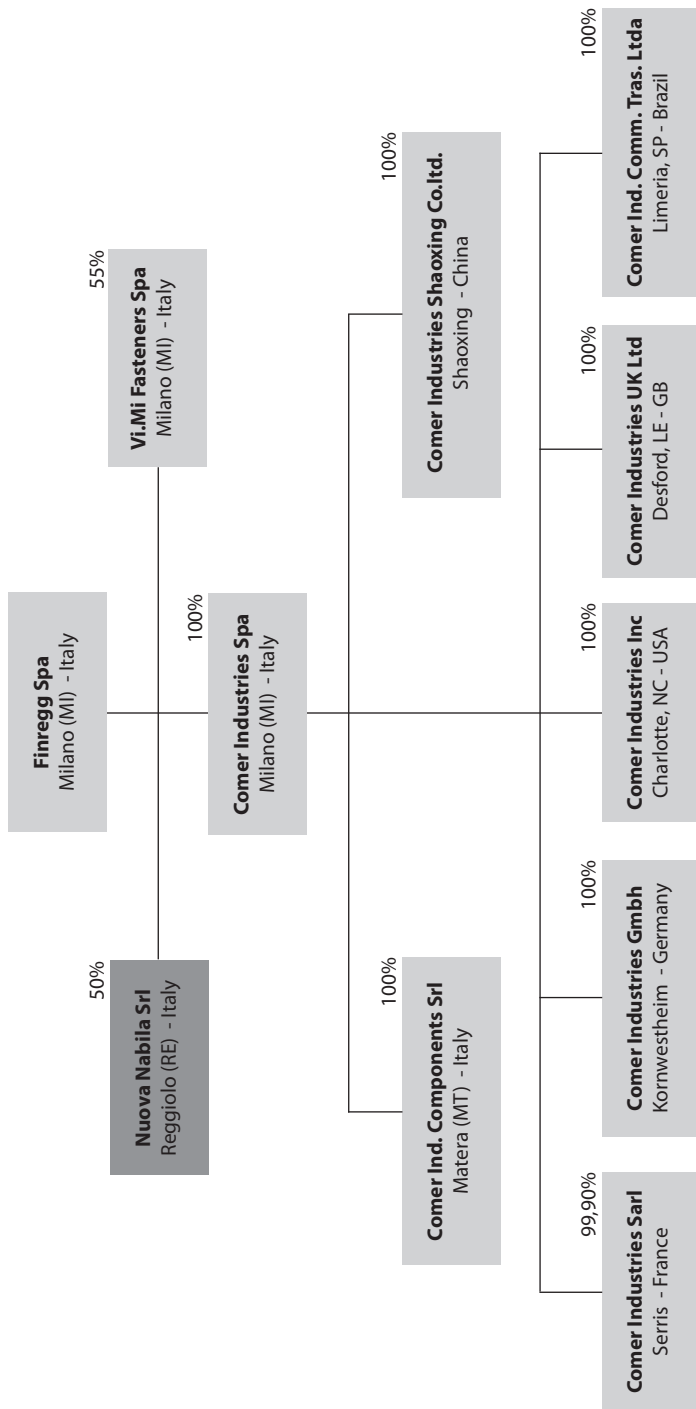 Finregg Spa
Milano (MI) - Italy
50%
Nuova Nabila Srl
Reggiolo (RE) - Italy
55%
Vi.Mi Fasteners Spa
Milano (MI) - Italy
100%
Comer Industries Spa
Milano (MI) - Italy
100%
Comer Ind. Components Srl
Matera (MT) - Italy
100%
Comer Industries Shaoxing Co.ltd.
Shaoxing - China
99,90%
Comer Industries Sarl
Serris - France
100%
Comer Industries Gmbh
Kornwestheim - Germany
100%
Comer Industries Inc
Charlotte, NC - USA
100%
Comer Industries UK Ltd
Desford, LE - GB
100%
Comer Ind. Comm. Tras. Ltda
Limeria, SP - Brazil